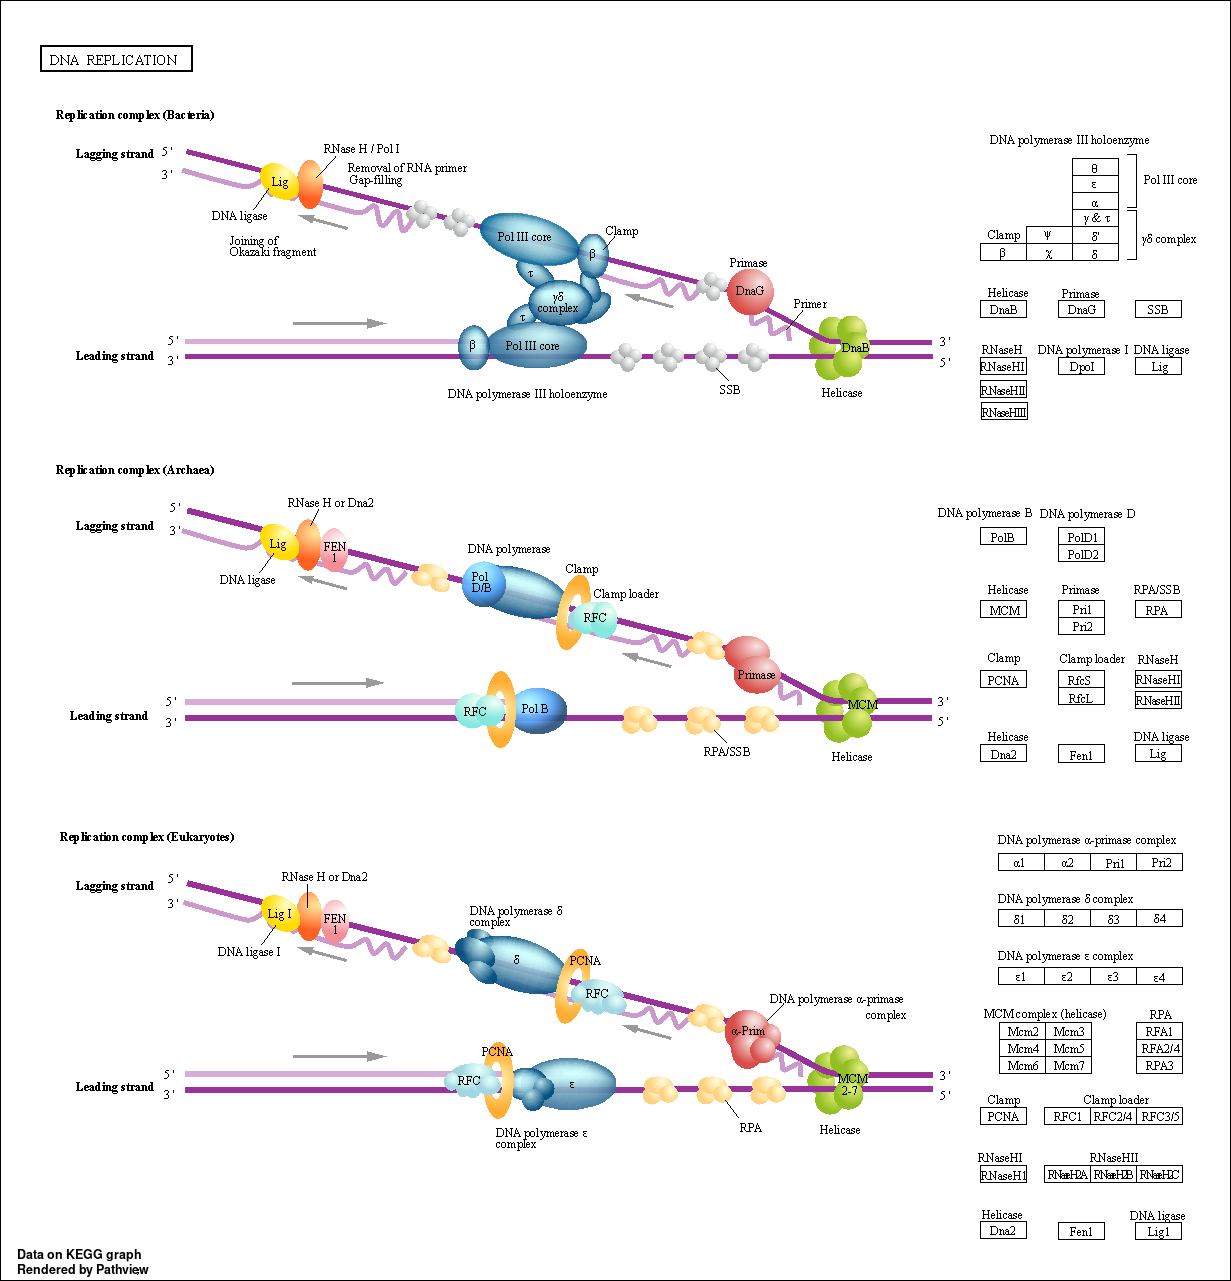 DNA REPLICATION
Replication complex (Bacteria)
Lagging strand
5'
3'
Lig
RNase H / Pol I
Removal of RNA primer
Gap-filling
DNA ligase
Joining of
Okazaki fragment
Pol III core
Clamp
β
τ
γδ
complex
τ
Primase
DnaG
Primer
Leading strand
5'
3'
β
Pol III core
DnaB
3'
5'
SSB
Helicase
DNA polymerase III holoenzyme
DNA polymerase III holoenzyme
θ
ε
α
Pol III core
γ & τ
Clamp
ψ
δ'
γδ complex
β
χ
δ
Helicase
Primase
DnaB
DnaG
SSB
RNaseH
DNA polymerase I
DNA ligase
RNaseHI
DpoI
Lig
RNaseHII
RNaseHIII
Replication complex (Archaea)
Lagging strand
5'
3'
RNase H or Dna2
Lig
FEN
1
DNA ligase
DNA polymerase
Pol
D/B
Clamp
Clamp loader
RFC
Primase
Leading strand
5'
3'
RFC
Pol B
MCM
3'
5'
RPA/SSB
Helicase
DNA polymerase B
DNA polymerase D
PolB
PolD1
PolD2
Helicase
Primase
RPA/SSB
MCM
Pri1
RPA
Pri2
Clamp
Clamp loader
RNaseH
PCNA
RfcS
RNaseHI
RfcL
RNaseHII
Helicase
DNA ligase
Dna2
Fen1
Lig
Replication complex (Eukaryotes)
Lagging strand
5'
3'
RNase H or Dna2
Lig I
FEN
1
DNA ligase I
DNA polymerase δ
complex
δ
PCNA
RFC
DNA polymerase α-primase
complex
α-Prim
Leading strand
5'
3'
PCNA
RFC
ε
MCM
2-7
3'
5'
DNA polymerase ε
complex
RPA
Helicase
DNA polymerase α-primase complex
α1
α2
Pri1
Pri2
DNA polymerase δ complex
δ1
δ2
δ3
δ4
DNA polymerase ε complex
ε1
ε2
ε3
ε4
MCM complex (helicase)
RPA
Mcm2
Mcm3
RFA1
Mcm4
Mcm5
RFA2/4
Mcm6
Mcm7
RPA3
Clamp
Clamp loader
PCNA
RFC1
RFC2/4
RFC3/5
RNaseHI
RNaseHII
RNaseH1
RNaseH2A
RNaseH2B
RNaseH2C
Helicase
DNA ligase
Dna2
Fen1
Lig1
Data on KEGG graph
Rendered by Pathview